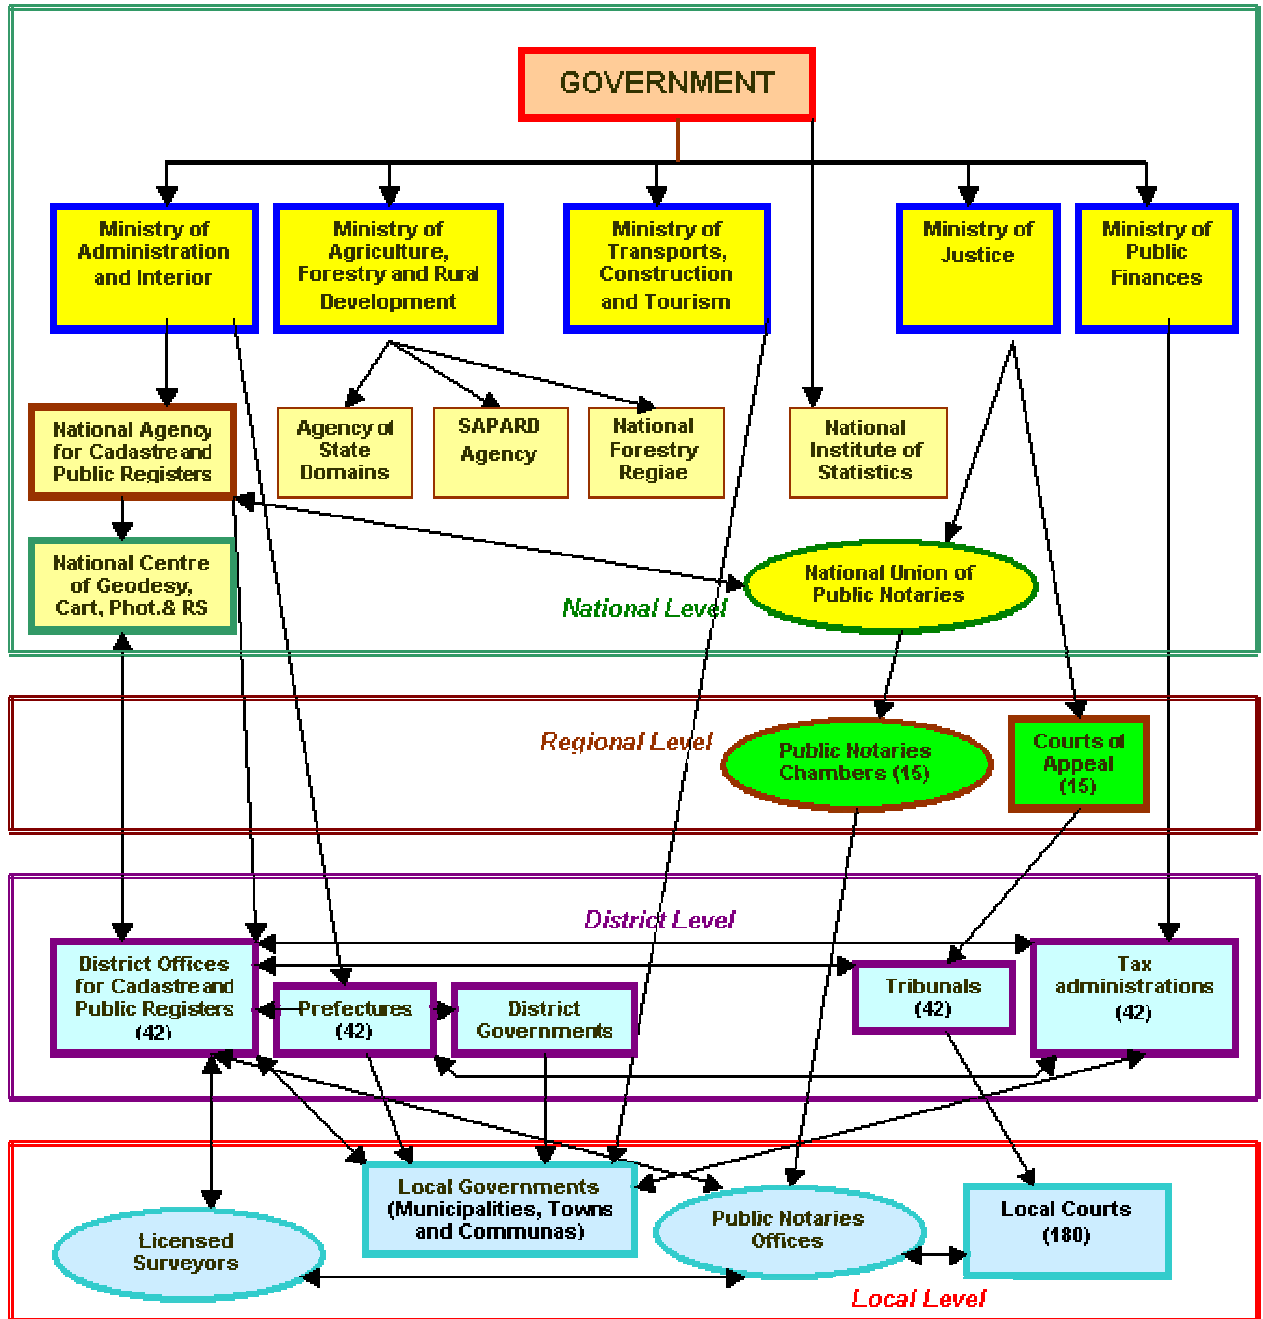 GOVERNMENT
Ministry of
Administration
and Interior
Ministry of
Agriculture,
Forestry and Rural
Development
Ministry of
Transports,
Construction
and Tourism
Ministry of
Justice
Ministry of
Public
Finances
National Agency
for Cadastre and
Public Registers
Agency of
State
Domains
SAPARD
Agency
National
Forestry
Regiae
National
Institute of
Statistics
National Centre
of Geodesy,
Cart, Phot.& RS
National Union of
Public Notaries
National Level
Regional Level
Public Notaries
Chambers (15)
Courts of
Appeal
(15)
District Level
District Offices
for Cadastre and
Public Registers
(42)
Prefectures
(42)
District
Governments
Tribunals
(42)
Tax
administrations
(42)
Local Governments
(Municipalities, Towns
and Communas)
Licensed
Surveyors
Public Notaries
Offices
Local Courts
(180)
Local Level